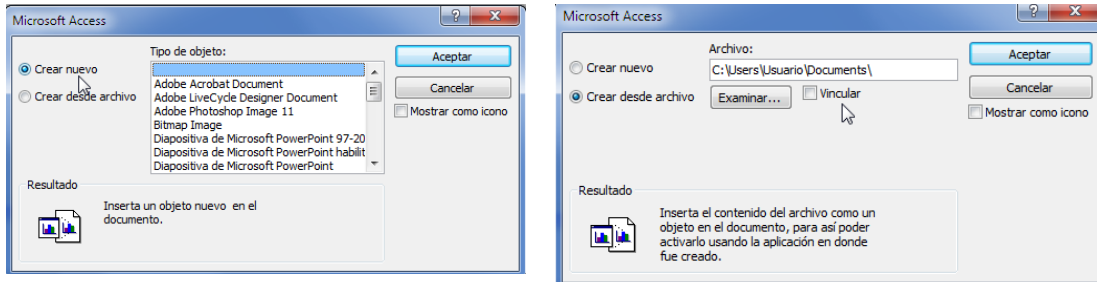 Microsoft Access
Tipo de objeto:
Crear nuevo
Crear desde archivo
Adobe Acrobat Document
Adobe LiveCycle Designer Document
Adobe Photoshop Image 11
Bitmap Image
Diapositiva de Microsoft PowerPoint 97-20
Diapositiva de Microsoft PowerPoint habilit
Diapositiva de Microsoft PowerPoint
Aceptar
Cancelar
Mostrar como icono
Resultado
Inserta un objeto nuevo en el
documento.
Microsoft Access
Archivo:
Crear nuevo
C:\Users\Usuario\Documents\
Crear desde archivo
Examinar...
Vincular
Aceptar
Cancelar
Mostrar como icono
Resultado
Inserta el contenido del archivo como un
objeto en el documento, para así poder
activarlo usando la aplicación en donde
fue creado.